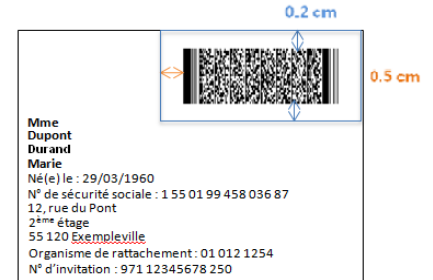 0.2 cm
0.5 cm
Mme
Dupont
Durand
Marie
Né(e) le : 29/03/1960
N° de sécurité sociale : 1 55 01 99 458 036 87
12, rue du Pont
2ème étage
55 120 Exempleville
Organisme de rattachement : 01 012 1254
N° d'invitation : 971 12345678 250